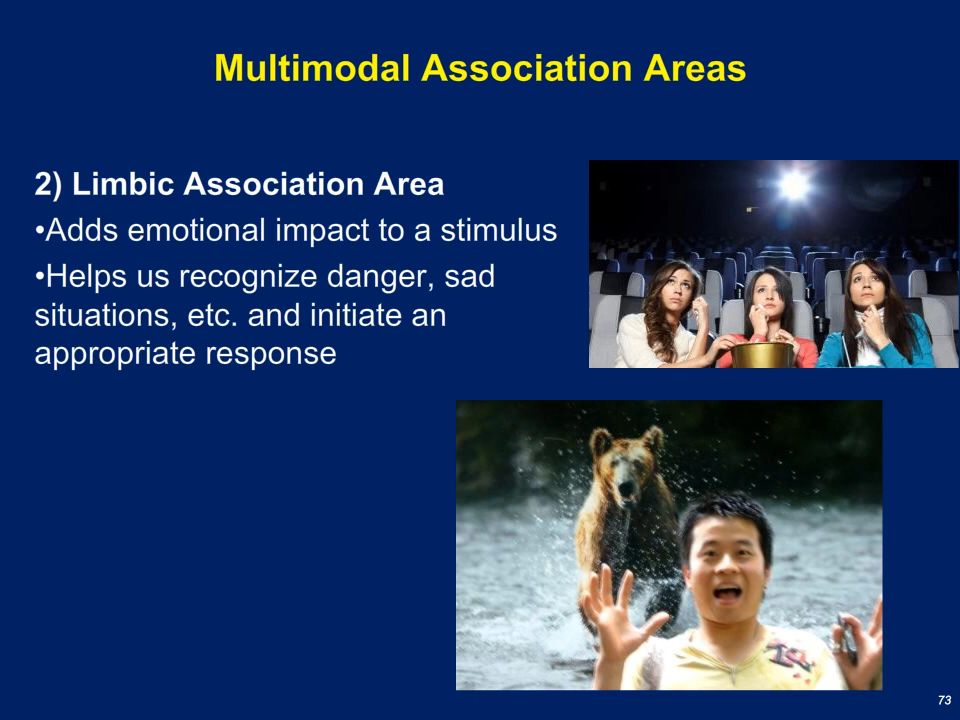 Multimodal Association Areas
2) Limbic Association Area
•Adds emotional impact to a stimulus
•Helps us recognize danger, sad
situations, etc. and initiate an
appropriate response
73